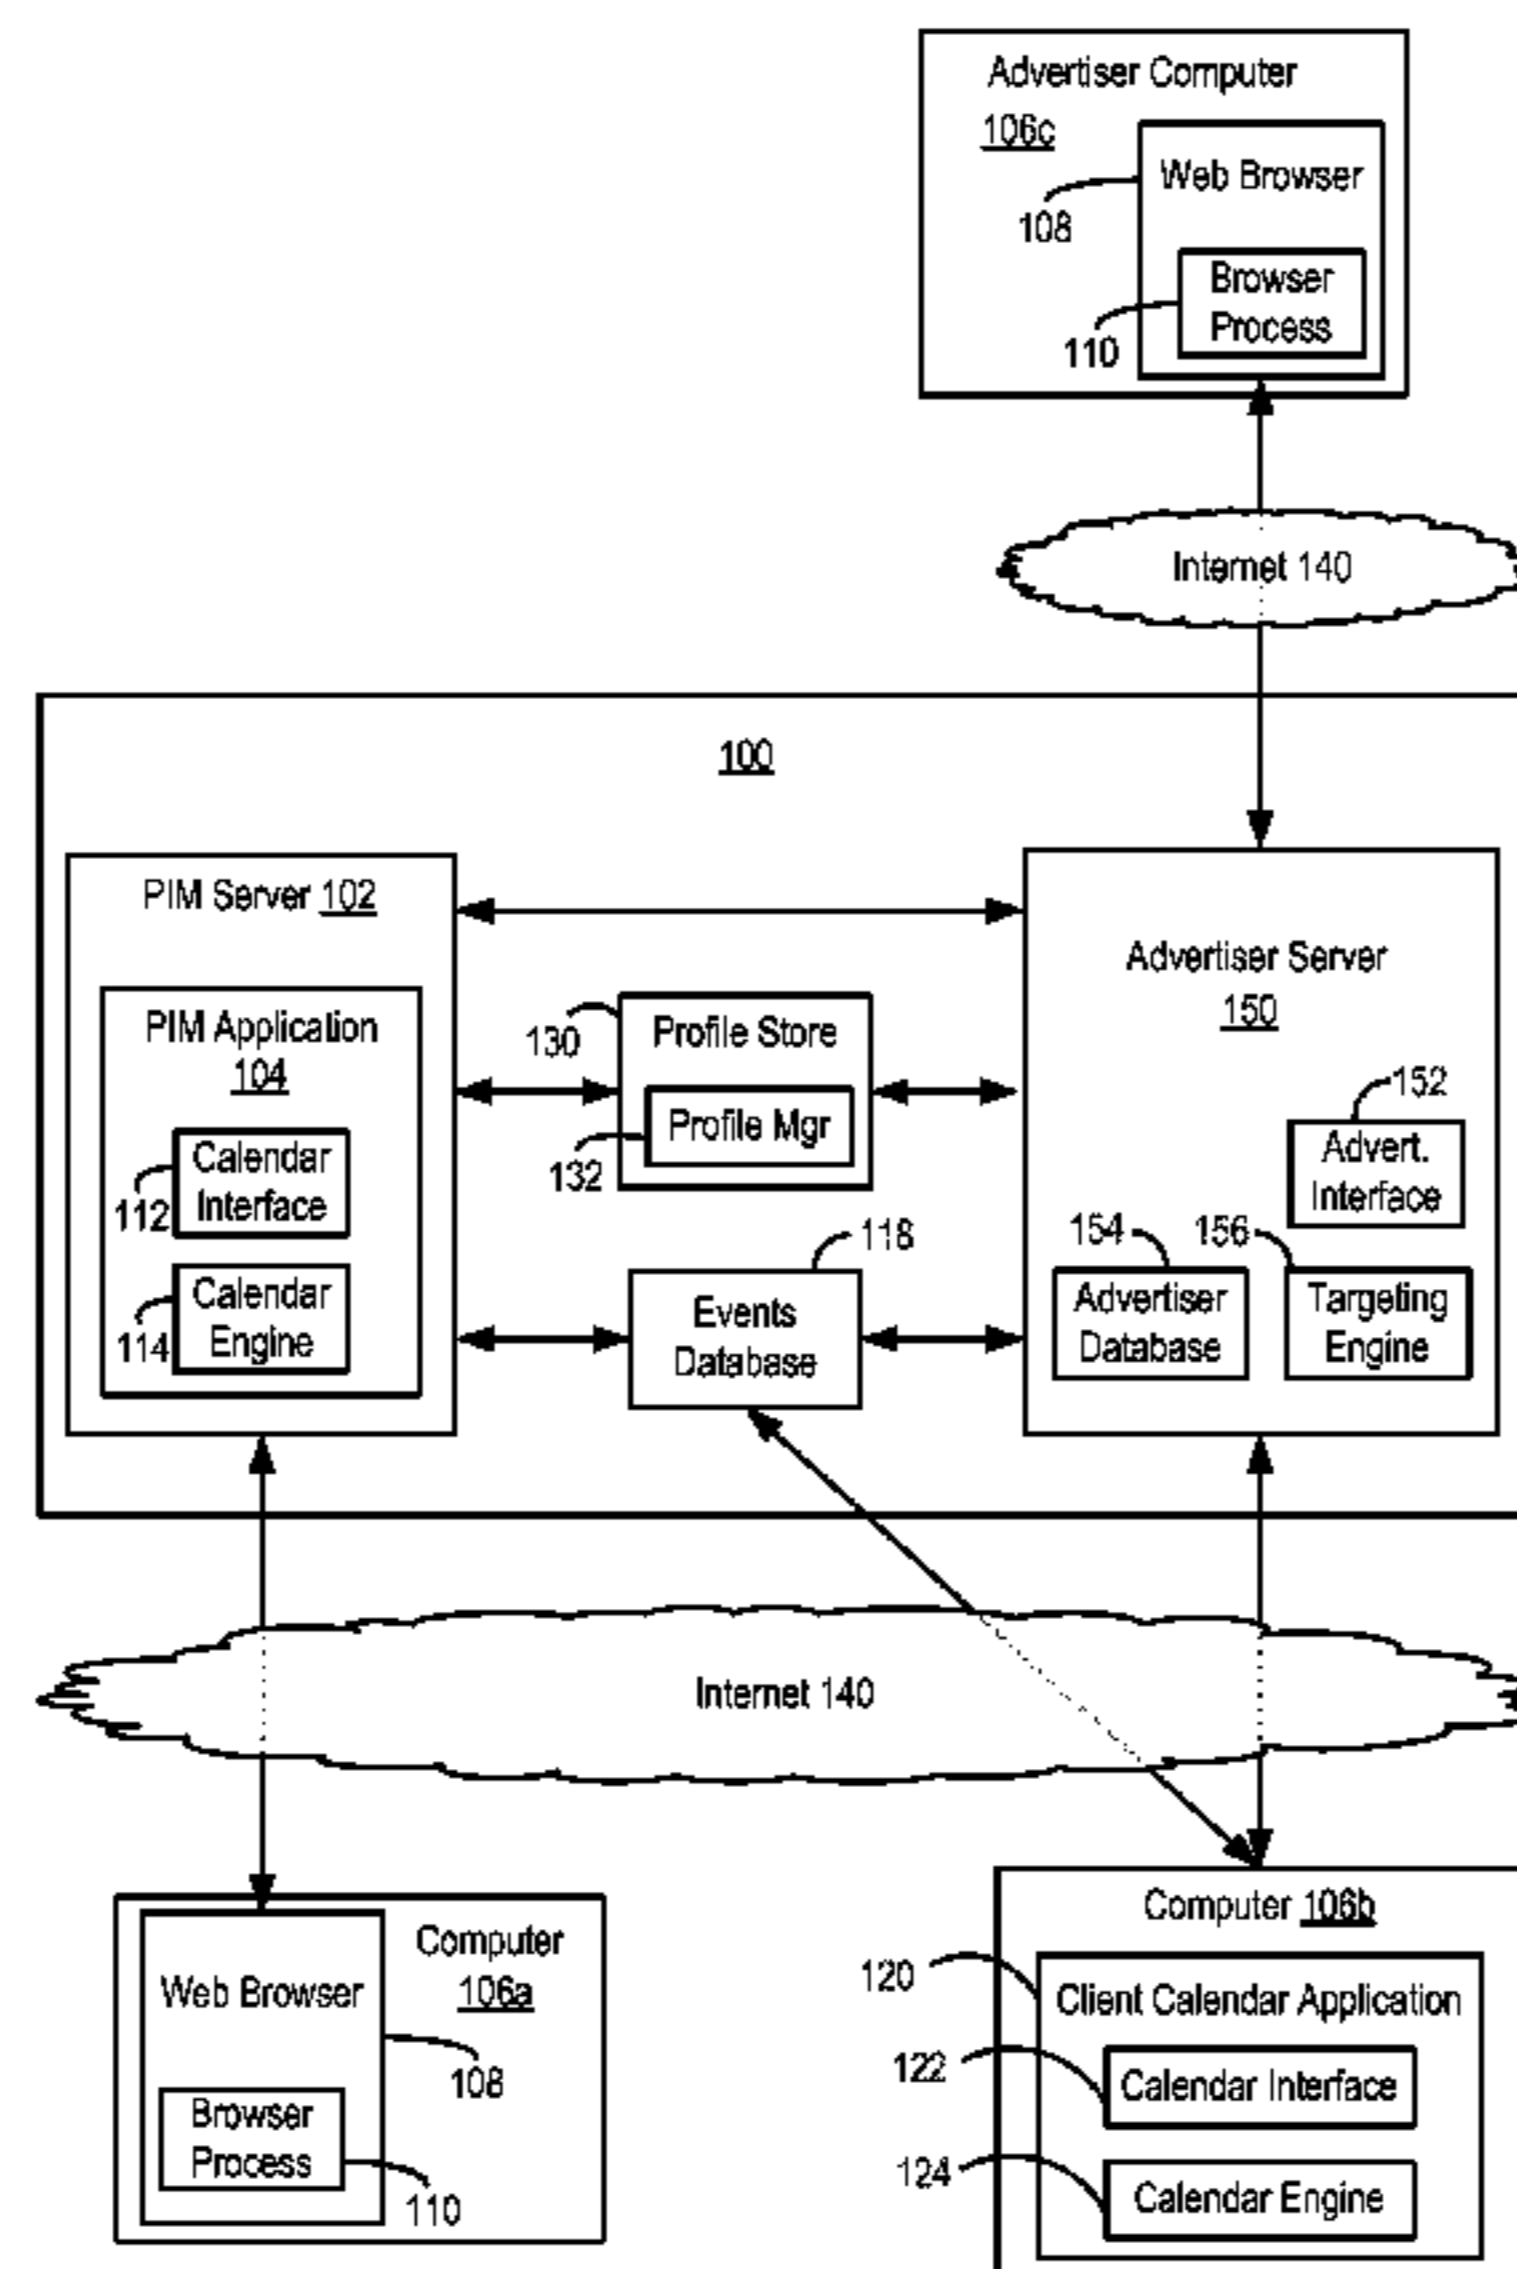 Advertiser Computer
106c
Web Browser
108
Browser
Process
110
Internet 140
100
PIM Server 102
PIM Application
104
Calendar
Interface
112
Calendar
Engine
114
130
Profile Store
Profile Mgr
132
118
Events
Database
Advertiser Server
150
152
Advert.
Interface
154
156
Advertiser
Database
Targeting
Engine
Internet 140
Computer
106a
Web Browser
108
Browser
Process
110
Computer 106b
120
Client Calendar Application
122
Calendar Interface
124
Calendar Engine